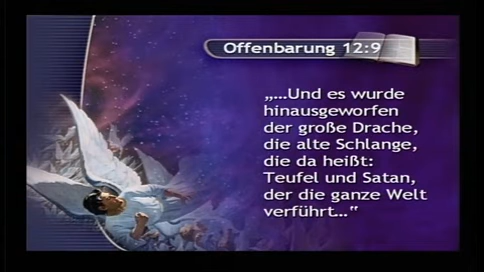 Offenbarung 12:9
„...Und es wurde
hinausgeworfen
der große Drache,
die alte Schlange,
die da heißt:
Teufel und Satan,
der die ganze Welt
verführt...“